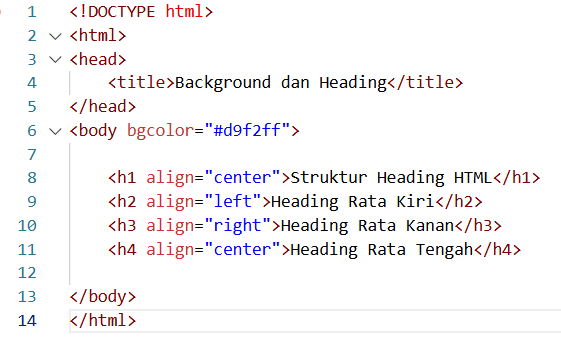 1 <!DOCTYPE html>
2 <html>
3 <head>
4 <title>Background dan Heading</title>
5 </head>
6 <body bgcolor="#d9f2ff">
7
8 <h1 align="center">Struktur Heading HTML</h1>
9 <h2 align="left">Heading Rata Kiri</h2>
10 <h3 align="right">Heading Rata Kanan</h3>
11 <h4 align="center">Heading Rata Tengah</h4>
12
13 </body>
14 </html>